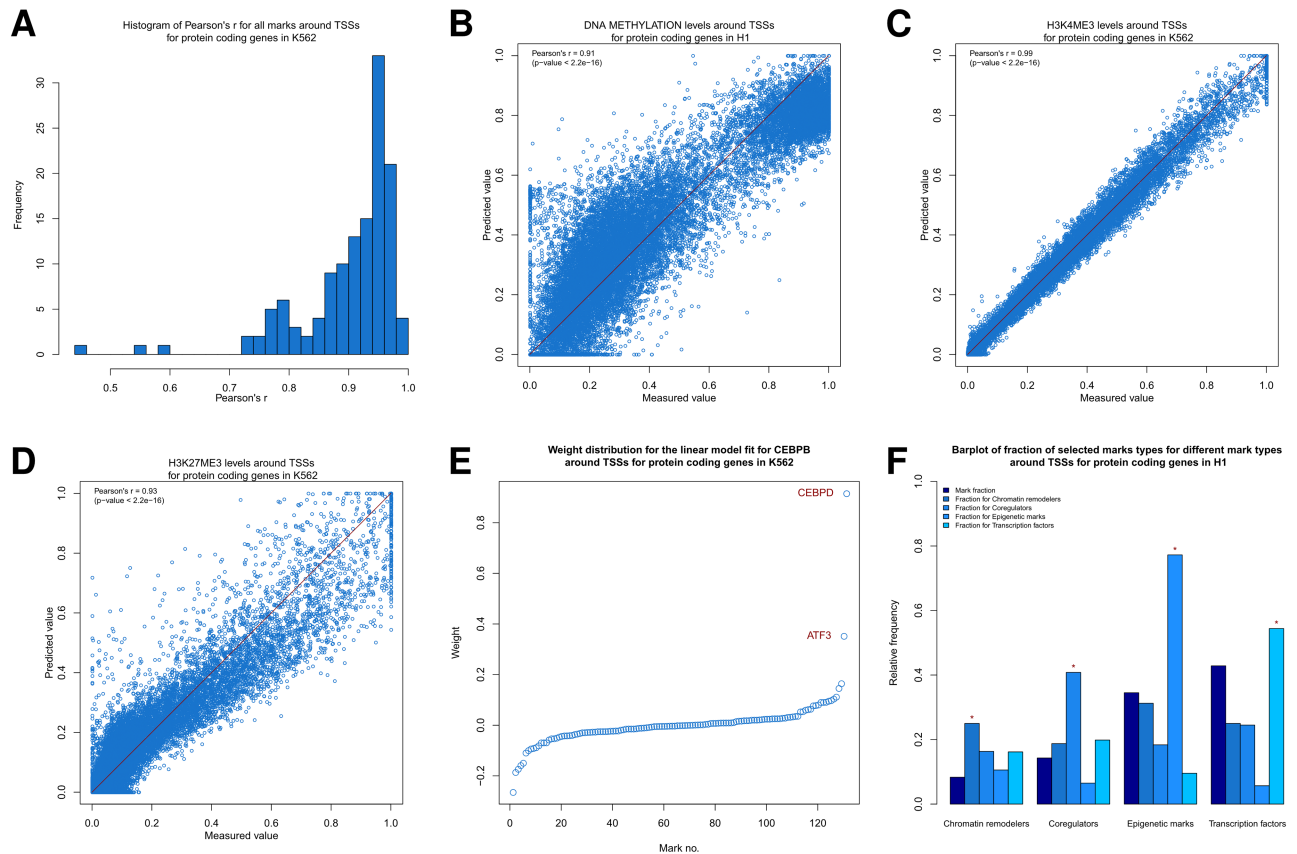 A
Histogram of Pearson's r for all marks around TSSs
for protein coding genes in K562
Frequency
0
5
10
15
20
25
30
0.5
0.6
0.7
0.8
0.9
1.0
Pearson's r
B
DNA METHYLATION levels around TSSs
for protein coding genes in H1
Pearson's r = 0.91
(p−value < 2.2e−16)
Predicted value
0.0
0.2
0.4
0.6
0.8
1.0
0.0
0.2
0.4
0.6
0.8
1.0
Measured value
C
H3K4ME3 levels around TSSs
for protein coding genes in K562
Pearson's r = 0.99
(p−value < 2.2e−16)
Predicted value
0.0
0.2
0.4
0.6
0.8
1.0
0.0
0.2
0.4
0.6
0.8
1.0
Measured value
D
H3K27ME3 levels around TSSs
for protein coding genes in K562
Pearson's r = 0.93
(p−value < 2.2e−16)
Predicted value
0.0
0.2
0.4
0.6
0.8
1.0
0.0
0.2
0.4
0.6
0.8
1.0
Measured value
E
Weight distribution for the linear model fit for CEBPB
around TSSs for protein coding genes in K562
CEBPD
ATF3
Weight
−0.2
0.0
0.2
0.4
0.6
0.8
0
20
40
60
80
100
120
Mark no.
F
Barplot of fraction of selected marks types for different mark types
around TSSs for protein coding genes in H1
Mark fraction
Fraction for Chromatin remodelers
Fraction for Coregulators
Fraction for Epigenetic marks
Fraction for Transcription factors
Relative frequency
0.0
0.2
0.4
0.6
0.8
1.0
*
*
*
*
Chromatin remodelers
Coregulators
Epigenetic marks
Transcription factors